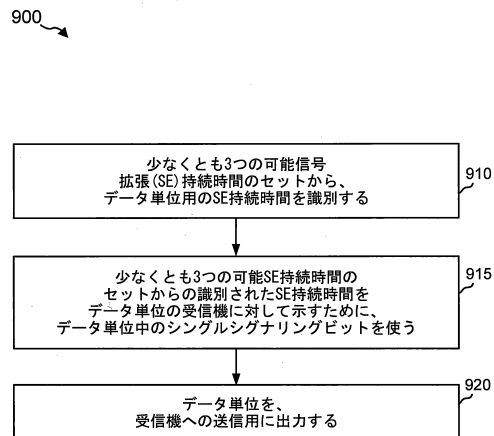 900
少なくとも3つの可能信号
拡張(SE)持続時間のセットから、
データ単位用のSE持続時間を識別する
910
少なくとも3つの可能SE持続時間の
セットからの識別されたSE持続時間を
データ単位の受信機に対して示すために、
データ単位中のシングルシグナリングビットを使う
915
データ単位を、
受信機への送信用に出力する
920